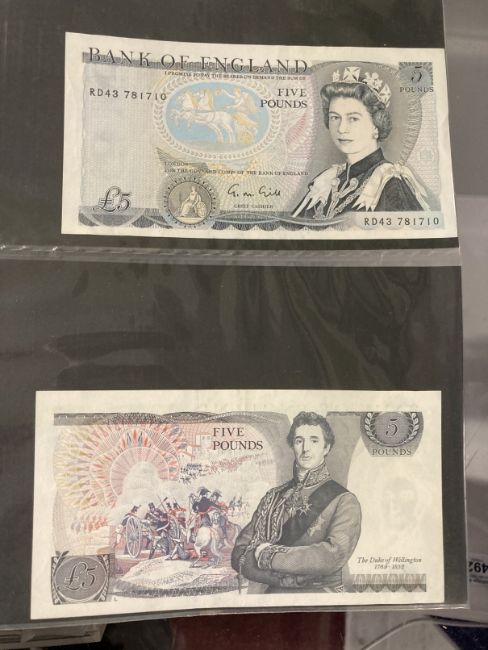 BANK OF ENGLAND
I PROMISE TO PAY THE BEARER ON DEMAND THE SUM OF
5
POUNDS
RD43 781710
FIVE
POUNDS
LONDON
FOR THE GOV AND COMPA OF THE BANK OF ENGLAND
£5
CHIEF CASHIER
RD43 781710
FIVE
POUNDS
5
POUNDS
The Duke of Wellington
1769-1852
£5